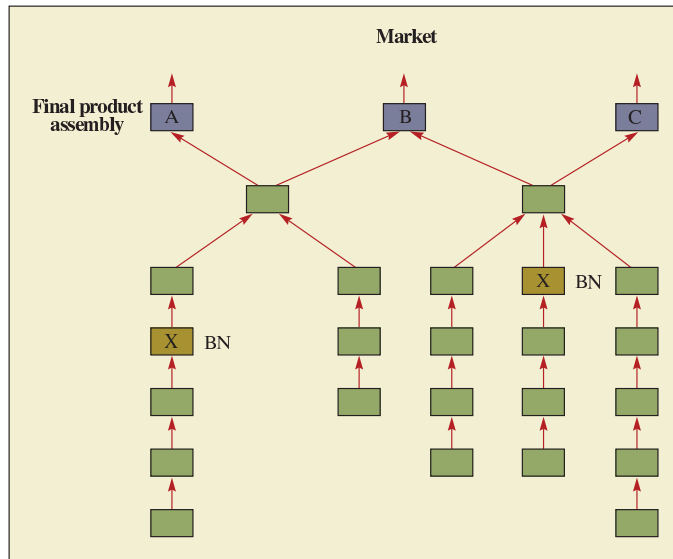 Market
Final product
assembly
A
B
C
X
BN
X
BN